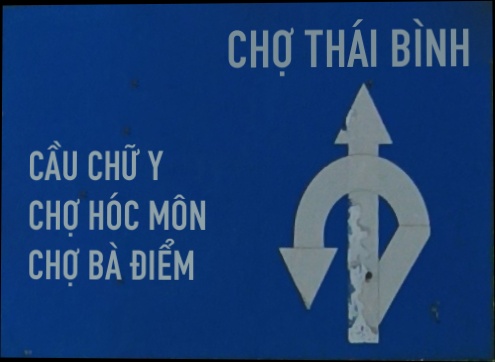 CHỢ THÁI BÌNH
CẦU CHỮ Y
CHỢ HÓC MÔN
CHỢ BÀ ĐIỂM